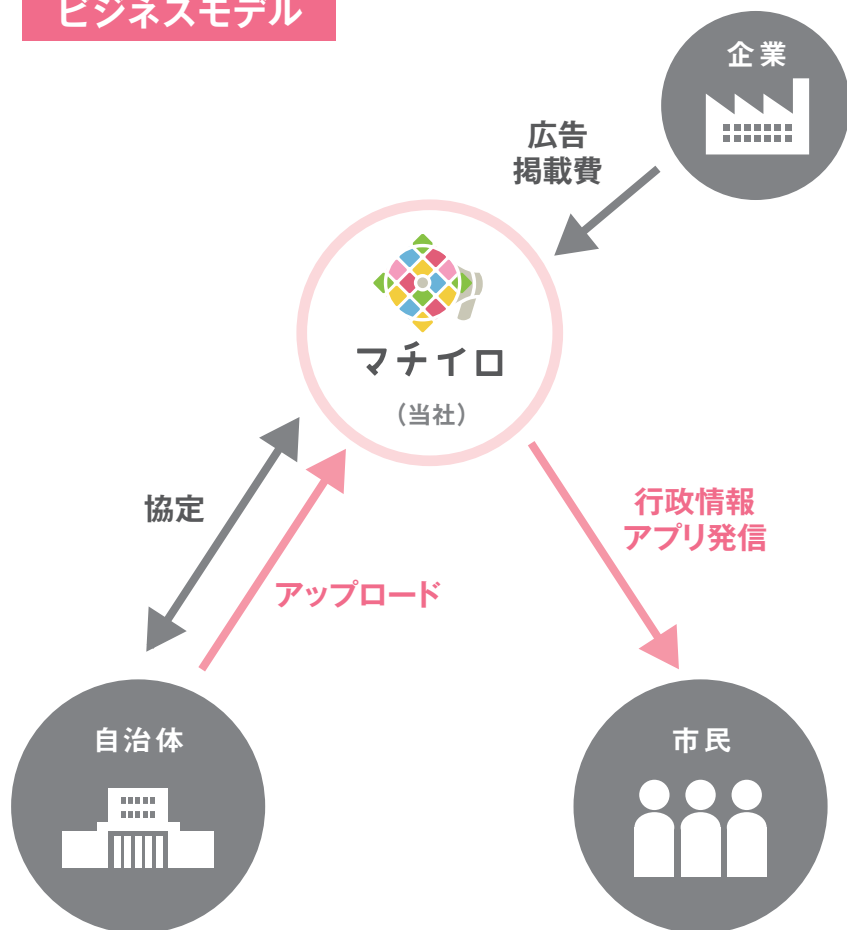 ビジネスモデル
企業
広告
掲載費
マチイロ
（当社）
協定
アップロード
行政情報
アプリ発信
自治体
市民